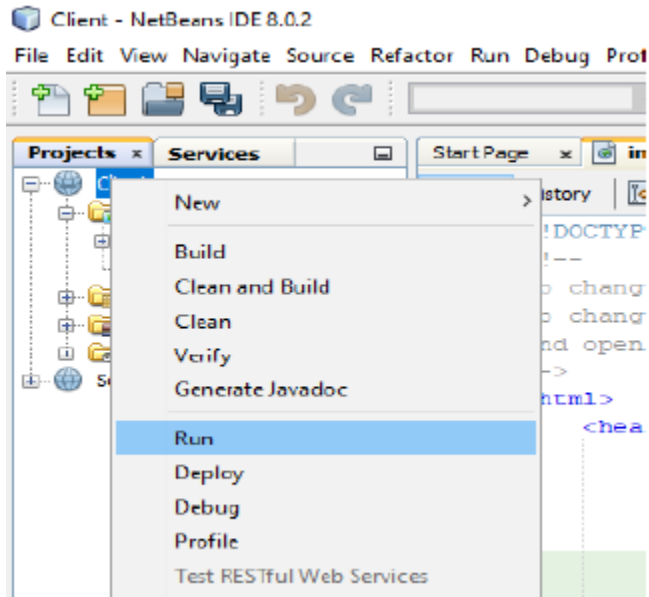 Client - NetBeans IDE 8.0.2
File Edit View Navigate Source Refactor Run Debug Prof
Projects x Services
Start Page x in
istory
New >
Build
Clean and Build
Clean
Verify
Generate Javadoc
Run
Deploy
Debug
Profile
Test RESTful Web Services
!DOCTYP
!--
o chang
o chang
nd open
->
html>
<hea